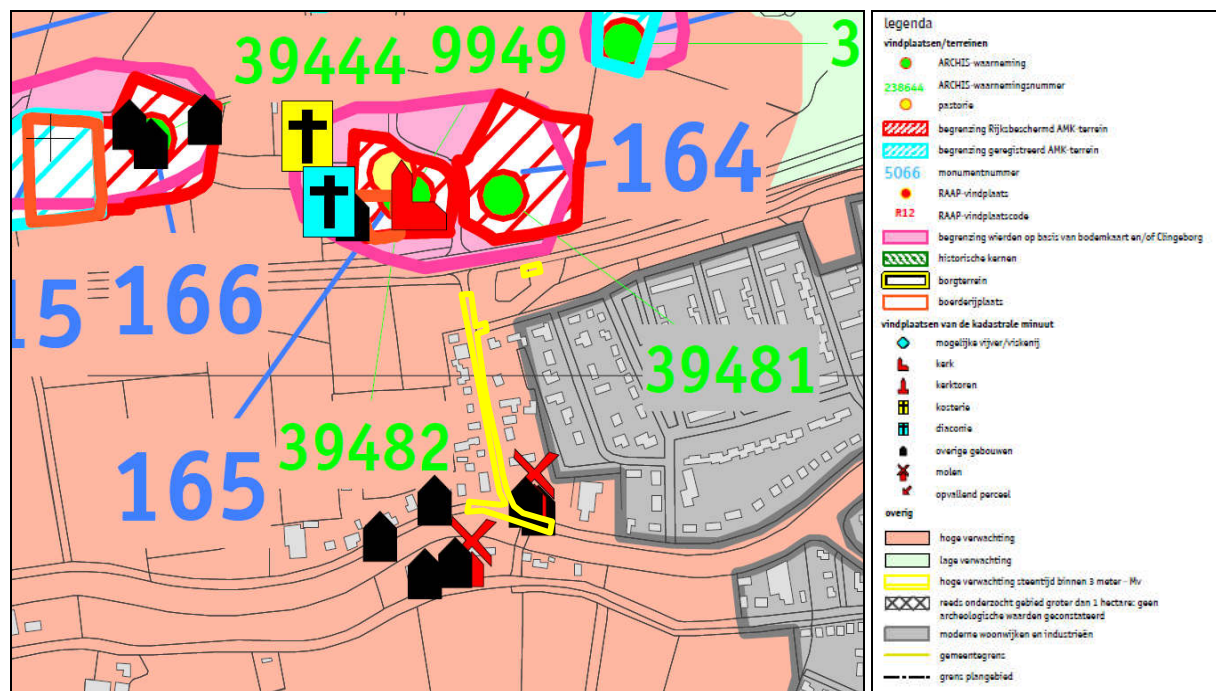 39444
9949
3
164
15
166
39481
39482
165
legenda
vindplaatsen/terreinen
ARCHIS-waarneming
238644 ARCHIS-waarnemingsnummer
pastorie
begrenzing Rijksbeschermd AMK-terrein
begrenzing geregistreerd AMK-terrein
5066 monumentnummer
RAAP-vindplaats
R12 RAAP-vindplaatscode
begrenzing wierden op basis van bodemkaart en/of Clingeborg
historische kernen
borgterrein
boerderijplaats
vindplaatsen van de kadastrale minuut
mogelijke vijver/viskenij
kerk
kerktoren
kosterie
diaconie
overige gebouwen
molen
opvallend perceel
overig
hoge verwachting
lage verwachting
hoge verwachting steentijd binnen 3 meter - Mv
reeds onderzocht gebied groter dan 1 hectare: geen
archeologische waarden geconstateerd
moderne woonwijken en industrieën
gemeentegrens
grens plangebied